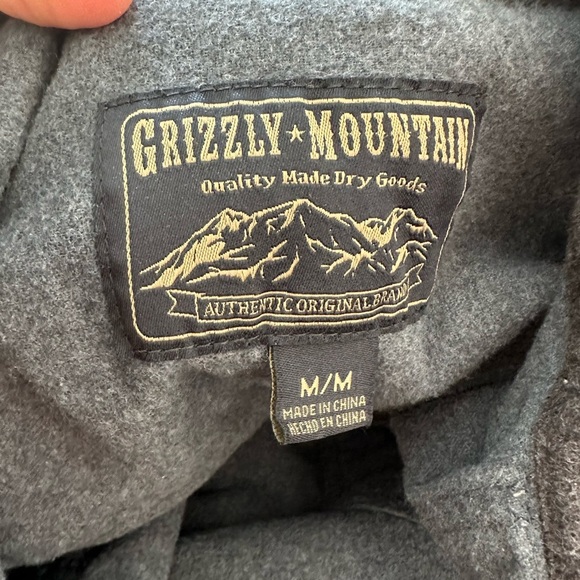 GRIZZLY★MOUNTAIN
Quality Made Dry Goods
AUTHENTIC ORIGINAL BRAND
M/M
MADE IN CHINA
HECHO EN CHINA